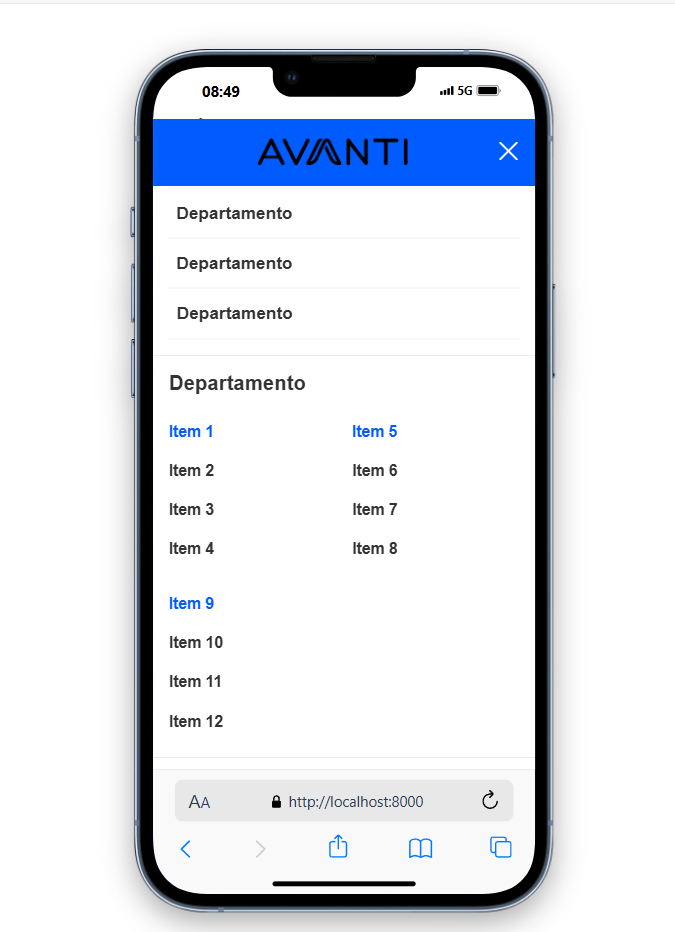 08:49 5G
AVANTI
Departamento
Departamento
Departamento
Departamento
Item 1 Item 5
Item 2 Item 6
Item 3 Item 7
Item 4 Item 8
Item 9
Item 10
Item 11
Item 12
AA http://localhost:8000